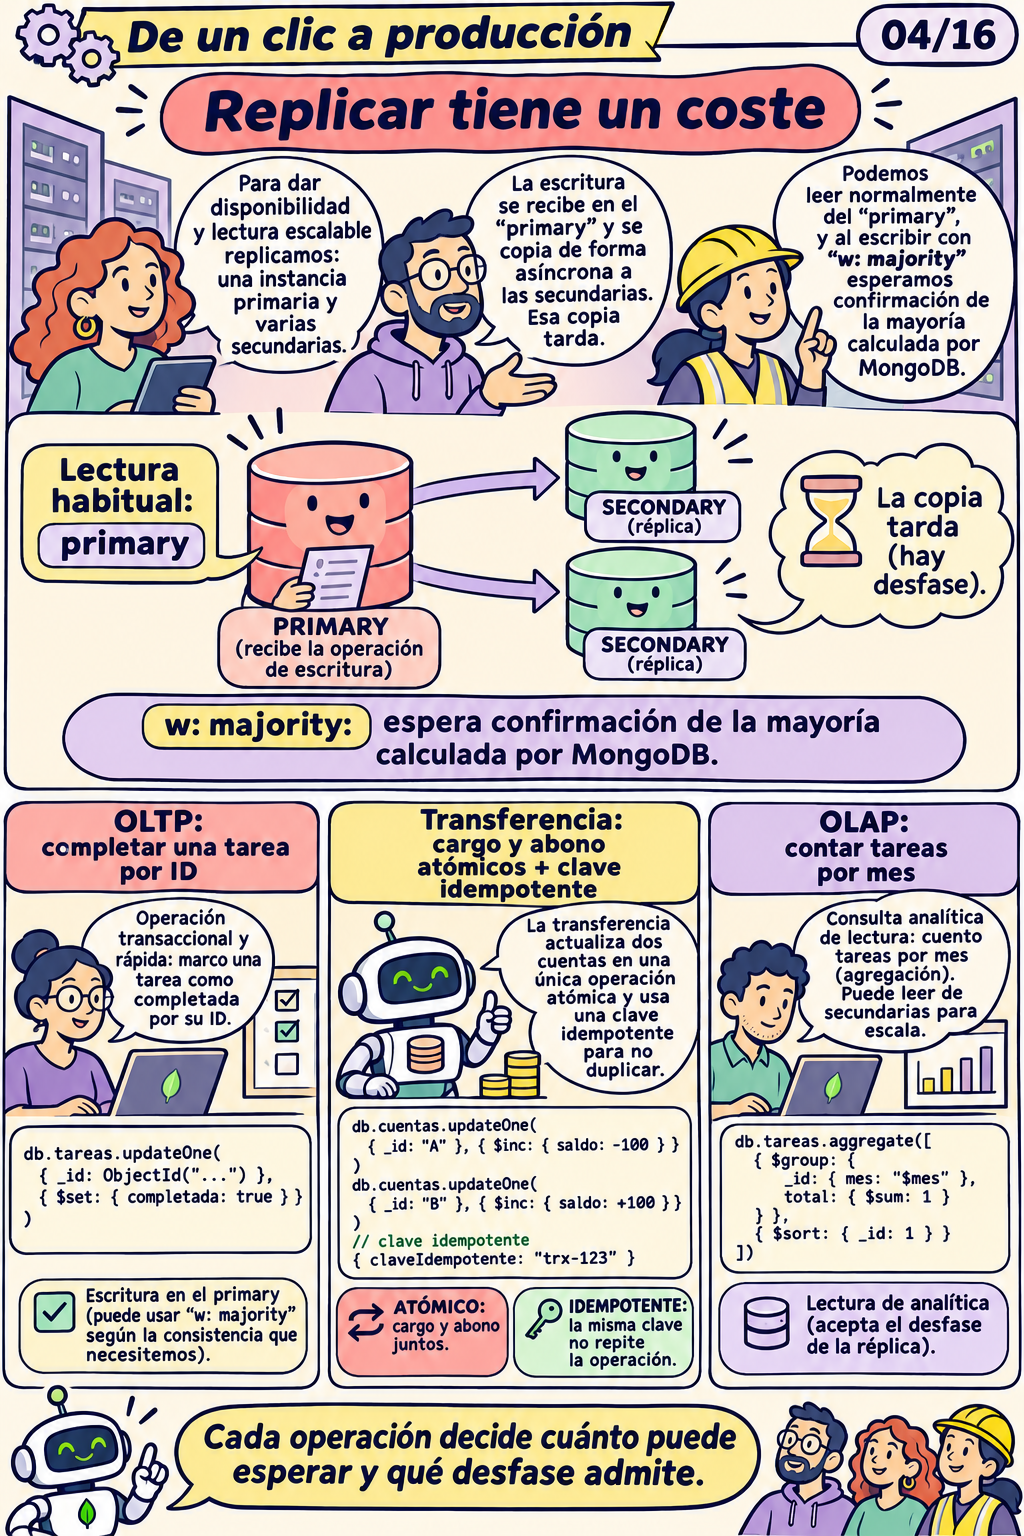 De un clic a producción
04/16
Replicar tiene un coste
Para dar
disponibilidad
y lectura escalable
replicamos:
una instancia
primaria y
varias
secundarias.
La escritura
se recibe en el
“primary” y se
copia de forma
asíncrona a
las secundarias.
Esa copia
tarda.
Podemos
leer normalmente
del “primary”,
y al escribir con
“w: majority”
esperamos
confirmación de
la mayoría
calculada por
MongoDB.
Lectura
habitual:
primary
PRIMARY
(recibe la operación
de escritura)
SECONDARY
(réplica)
SECONDARY
(réplica)
La copia
tarda
(hay
desfase).
w: majority: espera confirmación de la mayoría
calculada por MongoDB.
OLTP:
completar una tarea
por ID
Operación
transaccional y
rápida: marco una
tarea como
completada
por su ID.
db.tareas.updateOne(
{ _id: ObjectId("...") },
{ $set: { completada: true } }
)
Escritura en el primary
(puede usar “w: majority”
según la consistencia que
necesitemos).
Transferencia:
cargo y abono
atómicos + clave
idempotente
La transferencia
actualiza dos
cuentas en una
única operación
atómica y usa
una clave
idempotente
para no
duplicar.
db.cuentas.updateOne(
{ _id: "A" }, { $inc: { saldo: -100 } }
)
db.cuentas.updateOne(
{ _id: "B" }, { $inc: { saldo: +100 } }
)
// clave idempotente
{ claveIdempotente: "trx-123" }
ATÓMICO:
cargo y abono
juntos.
IDEMPOTENTE:
la misma clave
no repite
la operación.
OLAP:
contar tareas
por mes
Consulta analítica
de lectura: cuento
tareas por mes
(agregación).
Puede leer de
secundarias para
escala.
db.tareas.aggregate([
{ $group: {
_id: { mes: "$mes" },
total: { $sum: 1 }
} },
{ $sort: { _id: 1 } }
])
Lectura de analítica
(acepta el desfase
de la réplica).
Cada operación decide cuánto puede
esperar y qué desfase admite.